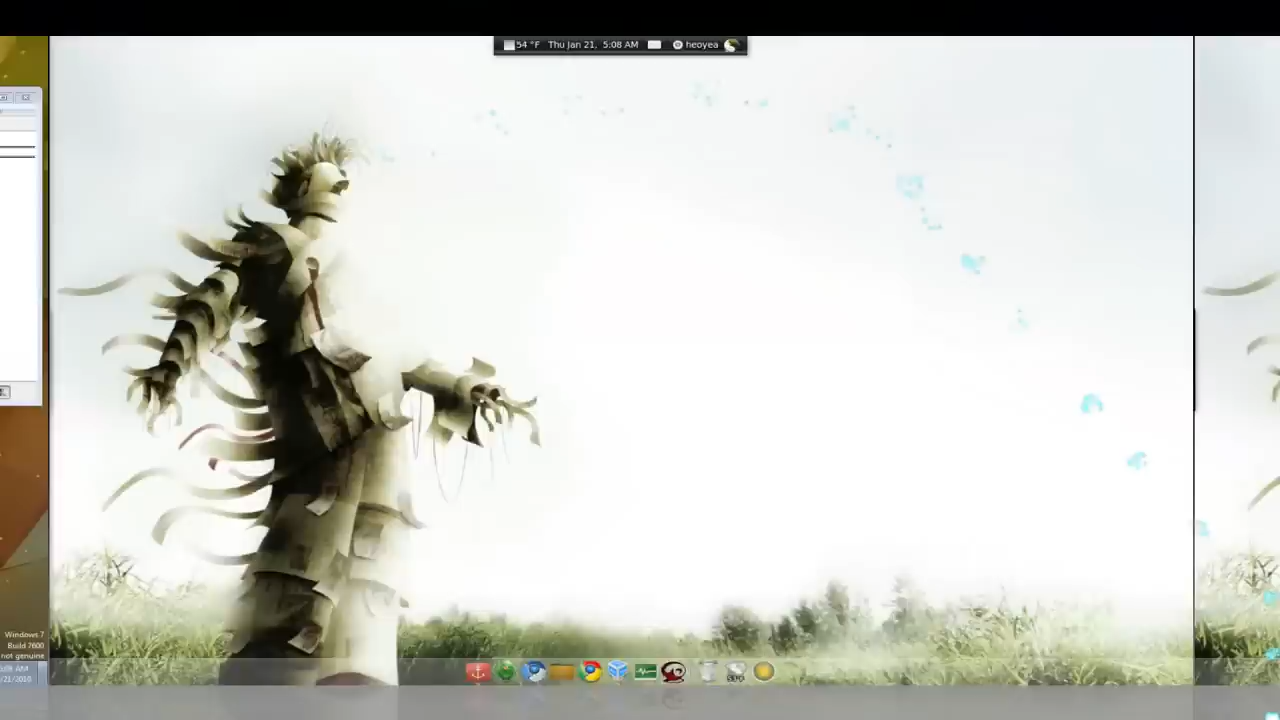 54 °F Thu Jan 21, 5:08 AM heoyea
Windows 7
Build 7600
not genuine